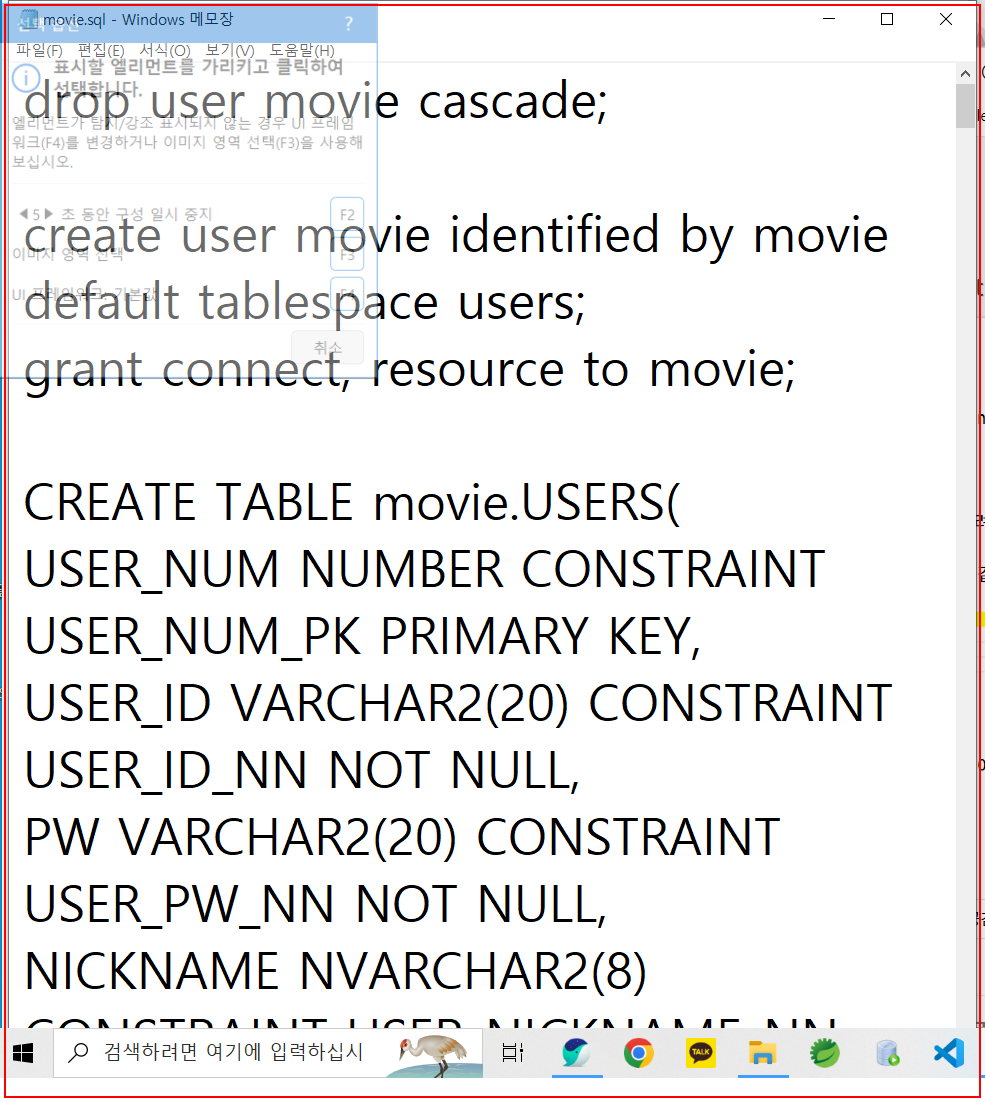 movie.sql - Windows 메모장
선택 옵션
?
파일(F) 편집(E) 서식(O) 보기(V) 도움말(H)
표시할 엘리먼트를 가리키고 클릭하여
선택합니다.
drop user movie cascade;
엘리먼트가 탐지/강조 표시되지 않는 경우 UI 프레임
워크(F4)를 변경하거나 이미지 영역 선택(F3)을 사용해
보십시오.
5 초 동안 구성 일시 중지 F2
create user movie identified by movie
이미지 영역 선택 F3
UI 프레임워크: 기본값 F4
default tablespace users;
취소
grant connect, resource to movie;
CREATE TABLE movie.USERS(
USER_NUM NUMBER CONSTRAINT
USER_NUM_PK PRIMARY KEY,
USER_ID VARCHAR2(20) CONSTRAINT
USER_ID_NN NOT NULL,
PW VARCHAR2(20) CONSTRAINT
USER_PW_NN NOT NULL,
NICKNAME NVARCHAR2(8)
CONSTRAINT USER_NICKNAME_NN
검색하려면 여기에 입력하십시
TALK